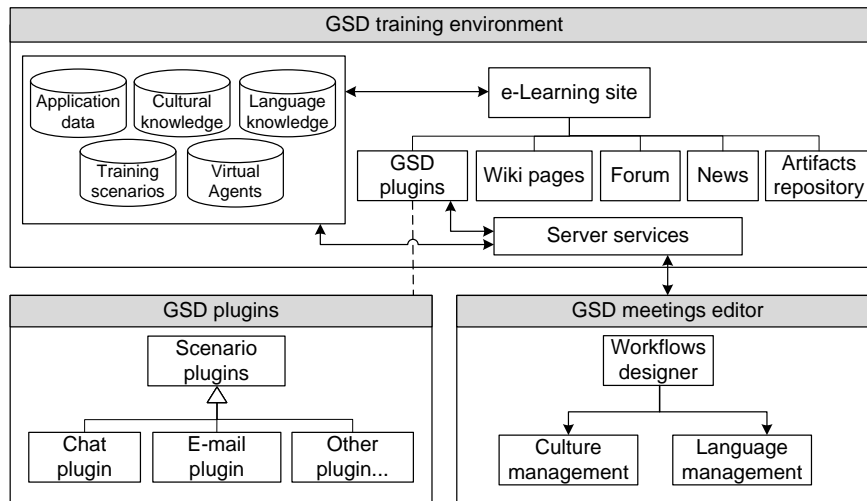 GSD training environment
Application
data
Cultural
knowledge
Language
knowledge
Training
scenarios
Virtual
Agents
e-Learning site
GSD
plugins
Wiki pages
Forum
News
Artifacts
repository
Server services
GSD plugins
Scenario
plugins
Chat
plugin
E-mail
plugin
Other
plugin...
GSD meetings editor
Workflows
designer
Culture
management
Language
management